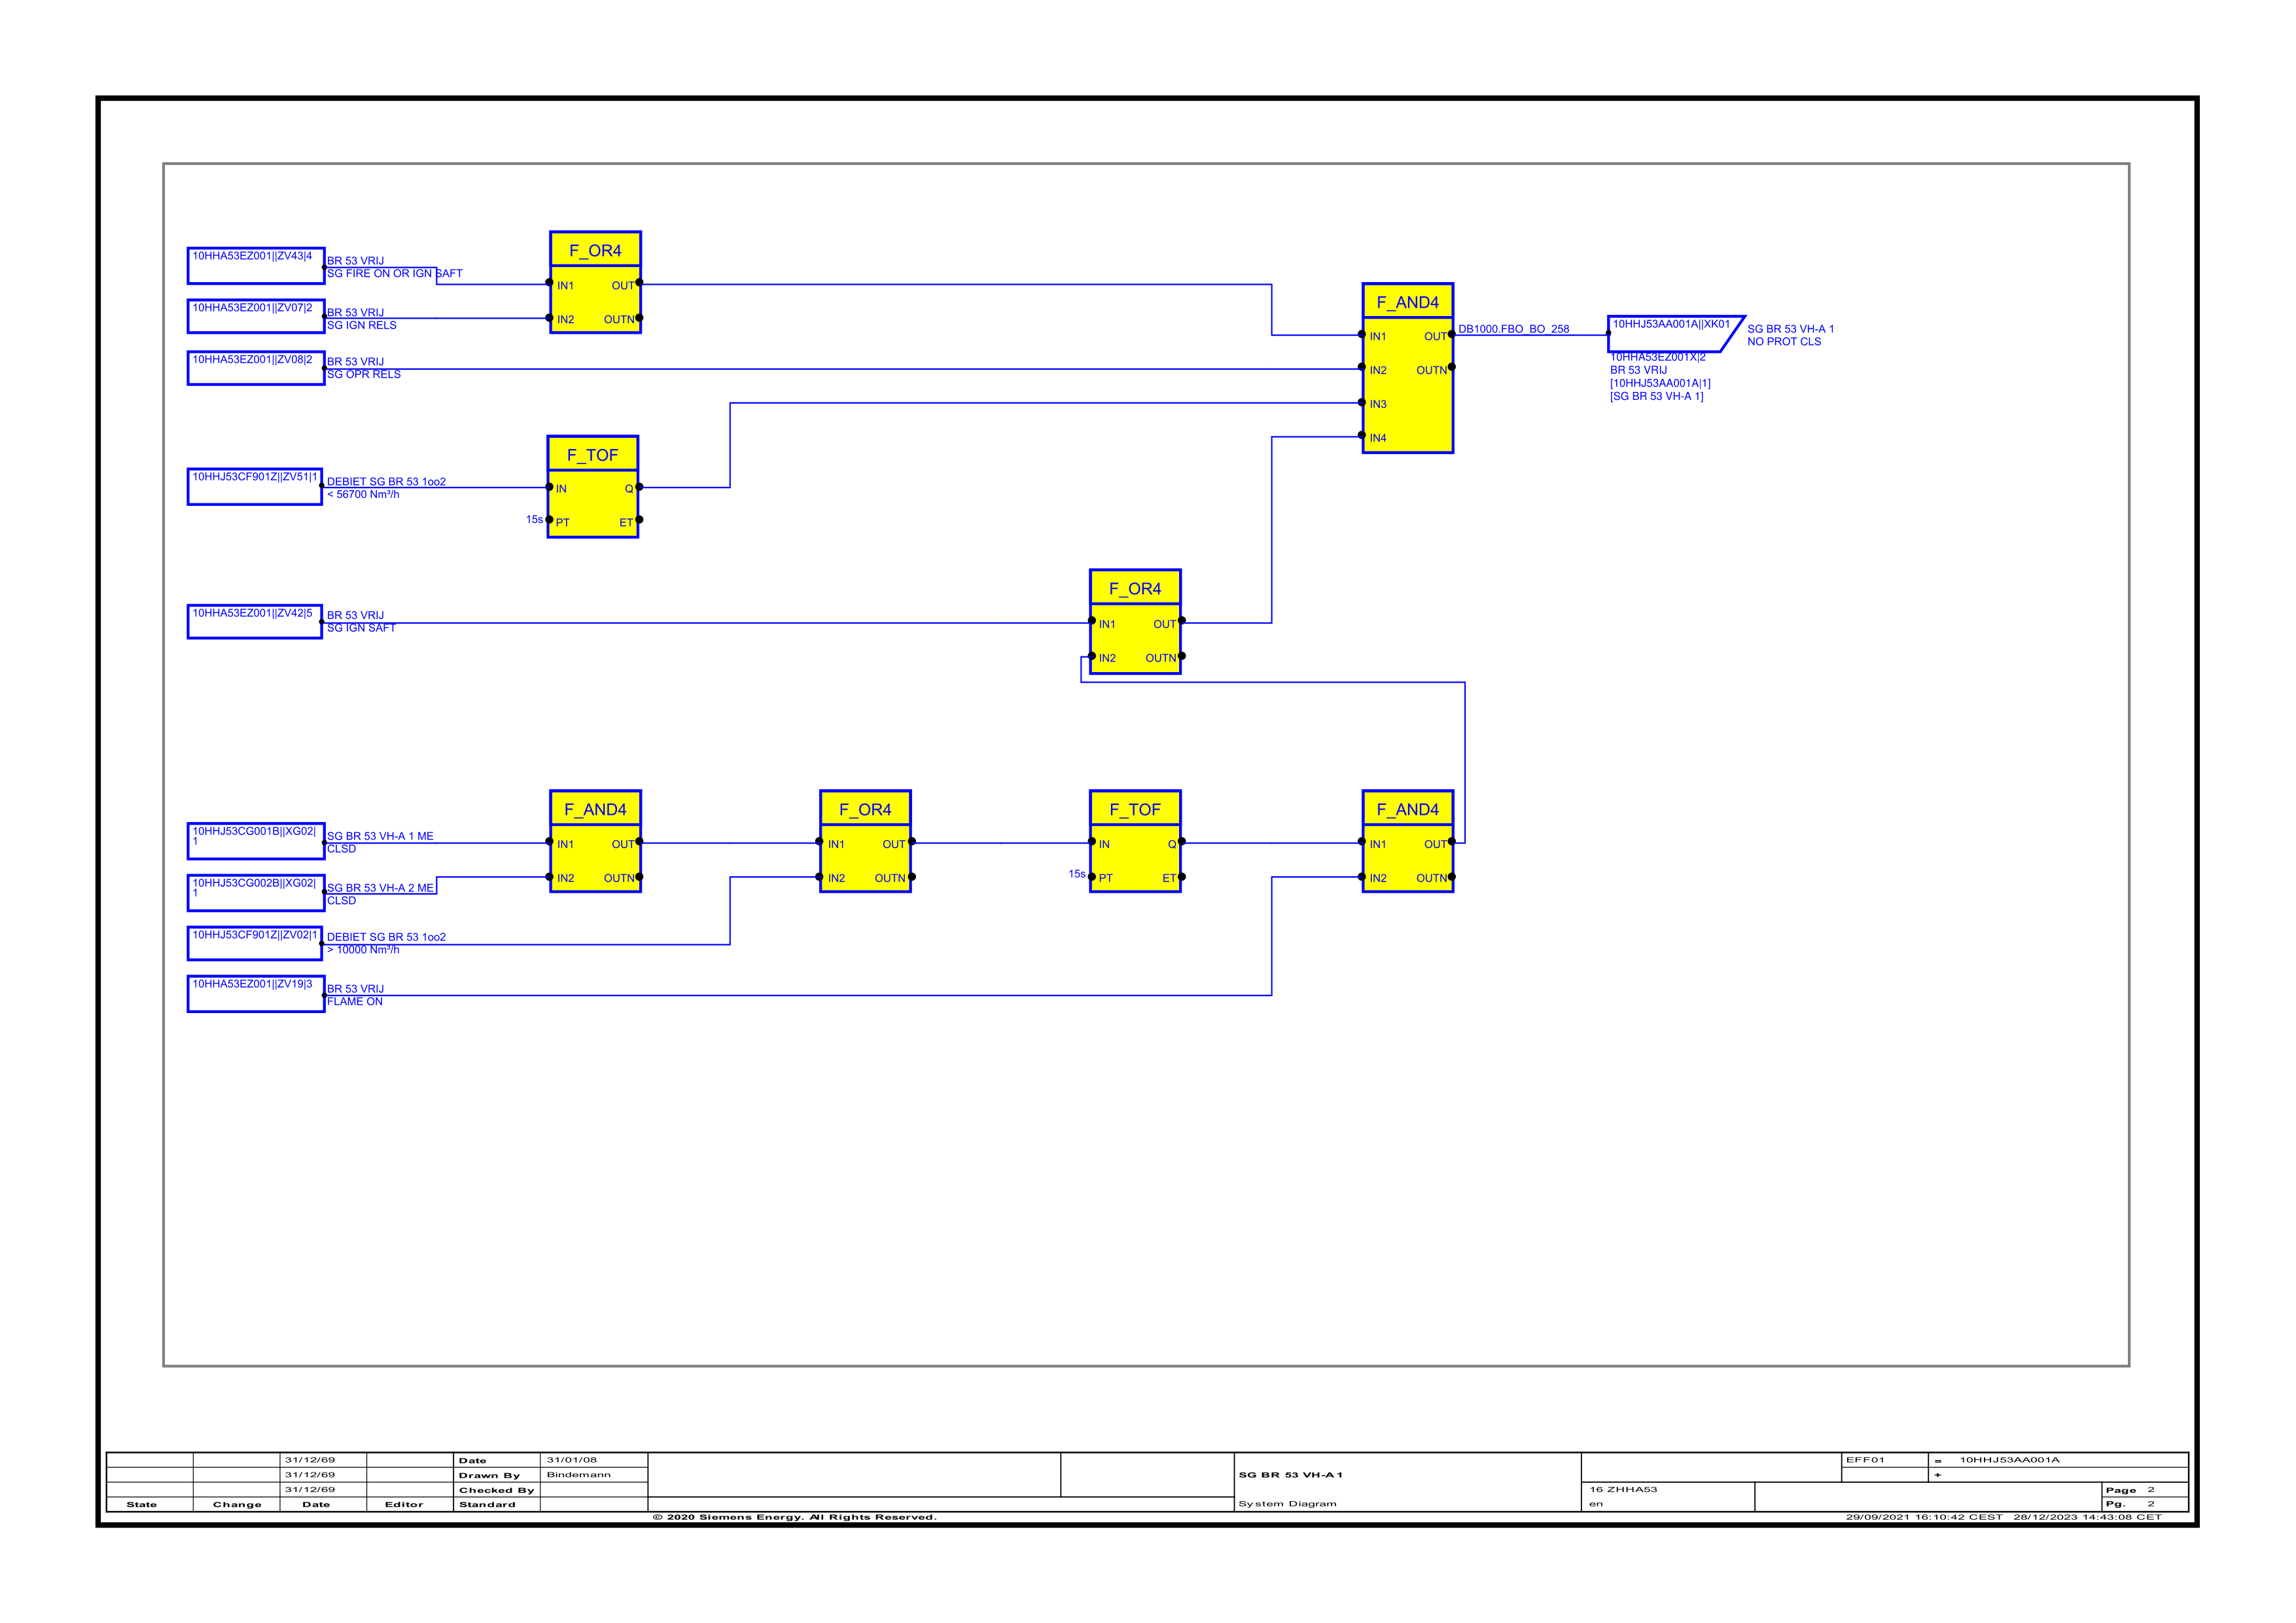 10HHA53EZ001||ZV43|4
BR 53 VRIJ
SG FIRE ON OR IGN SAFT
10HHA53EZ001||ZV07|2
BR 53 VRIJ
SG IGN RELS
10HHA53EZ001||ZV08|2
BR 53 VRIJ
SG OPR RELS
F_OR4
IN1 OUT
IN2 OUTN
F_AND4
IN1 OUT
IN2 OUTN
IN3
IN4
DB1000.FBO_BO_258
10HHJ53AA001A||XK01
SG BR 53 VH-A 1
NO PROT CLS
10HHA53EZ001X|2
BR 53 VRIJ
[10HHJ53AA001A|1]
[SG BR 53 VH-A 1]
10HHJ53CF901Z||ZV51|1
DEBIET SG BR 53 1oo2
< 56700 Nm³/h
F_TOF
IN Q
15s PT ET
10HHA53EZ001||ZV42|5
BR 53 VRIJ
SG IGN SAFT
F_OR4
IN1 OUT
IN2 OUTN
10HHJ53CG001B||XG02|
1
SG BR 53 VH-A 1 ME
CLSD
10HHJ53CG002B||XG02|
1
SG BR 53 VH-A 2 ME
CLSD
10HHJ53CF901Z||ZV02|1
DEBIET SG BR 53 1oo2
> 10000 Nm³/h
10HHA53EZ001||ZV19|3
BR 53 VRIJ
FLAME ON
F_AND4
IN1 OUT
IN2 OUTN
F_OR4
IN1 OUT
IN2 OUTN
F_TOF
IN Q
15s PT ET
F_AND4
IN1 OUT
IN2 OUTN
31/12/69 Date 31/01/08
31/12/69 Drawn By Bindemann
31/12/69 Checked By
State Change Date Editor Standard
SG BR 53 VH-A 1
System Diagram
16 ZHHA53
en
EFF01 = 10HHJ53AA001A
+
Page 2
Pg. 2
© 2020 Siemens Energy. All Rights Reserved.
29/09/2021 16:10:42 CEST 28/12/2023 14:43:08 CET